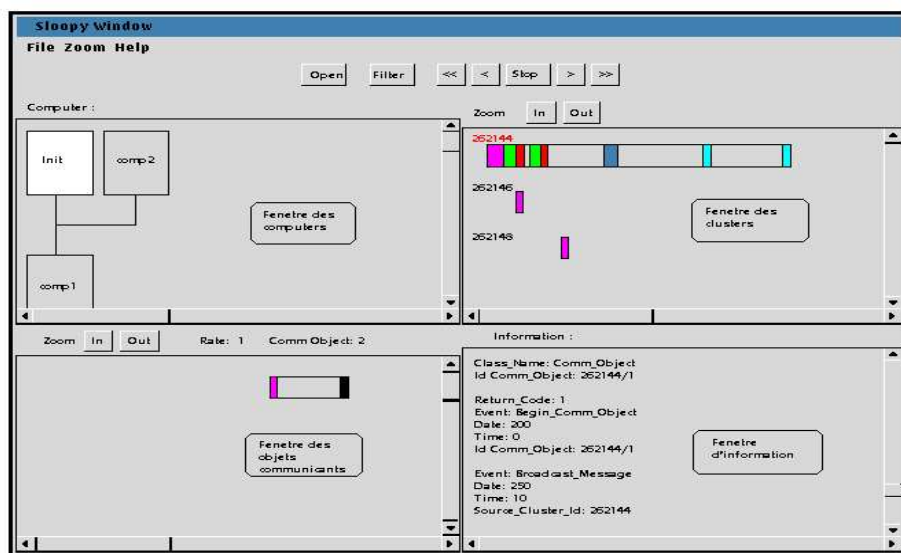 Sloopy Window
File Zoom Help
Open Filter << < Stop > >>
Computer :
Zoom In Out
Init
comp2
comp1
Fenetre des
computers
262144
262146
262148
Fenetre des
clusters
Zoom In Out Rate: 1 Comm Object: 2
Fenetre des
objets
communicants
Information :
Class_Name: Comm_Object
Id Comm_Object: 262144/1
Return_Code: 1
Event: Begin_Comm_Object
Date: 200
Time: 0
Id Comm_Object: 262144/1
Event: Broadcast_Message
Date: 250
Time: 10
Source_Cluster_Id: 262144
Fenetre
d'information